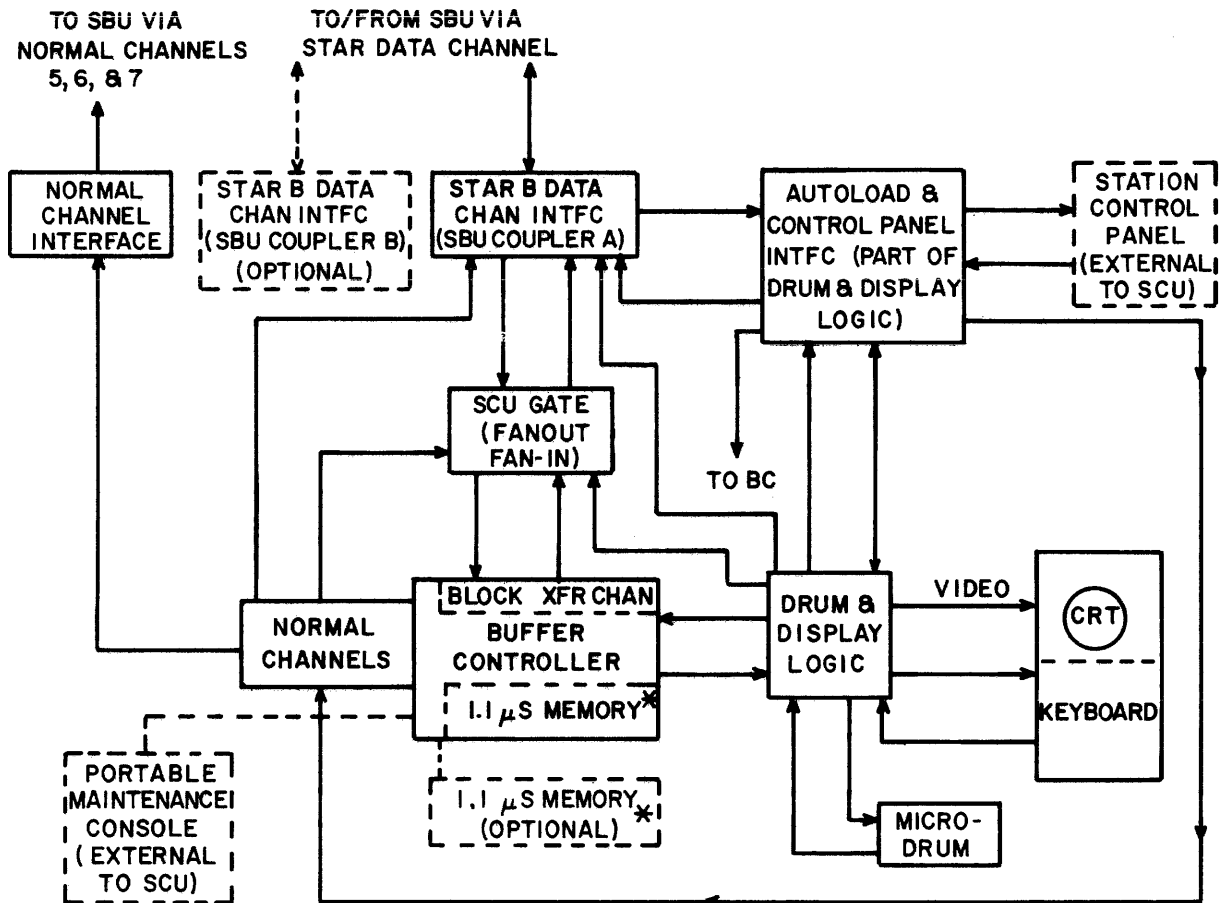 TO SBU VIA
NORMAL CHANNELS
5, 6, & 7
TO/FROM SBU VIA
STAR DATA CHANNEL
NORMAL
CHANNEL
INTERFACE
STAR B DATA
CHAN INTFC
(SBU COUPLER B)
(OPTIONAL)
STAR B DATA
CHAN INTFC
(SBU COUPLER A)
AUTOLOAD &
CONTROL PANEL
INTFC (PART OF
DRUM & DISPLAY
LOGIC)
STATION
CONTROL
PANEL
(EXTERNAL
TO SCU)
SCU GATE
(FANOUT
FAN-IN)
TO BC
BLOCK XFR CHAN
BUFFER
CONTROLLER
1.1 μS MEMORY*
NORMAL
CHANNELS
DRUM &
DISPLAY
LOGIC
VIDEO
CRT
KEYBOARD
PORTABLE
MAINTENANCE
CONSOLE
(EXTERNAL
TO SCU)
1.1 μS MEMORY*
(OPTIONAL)
MICRO-
DRUM